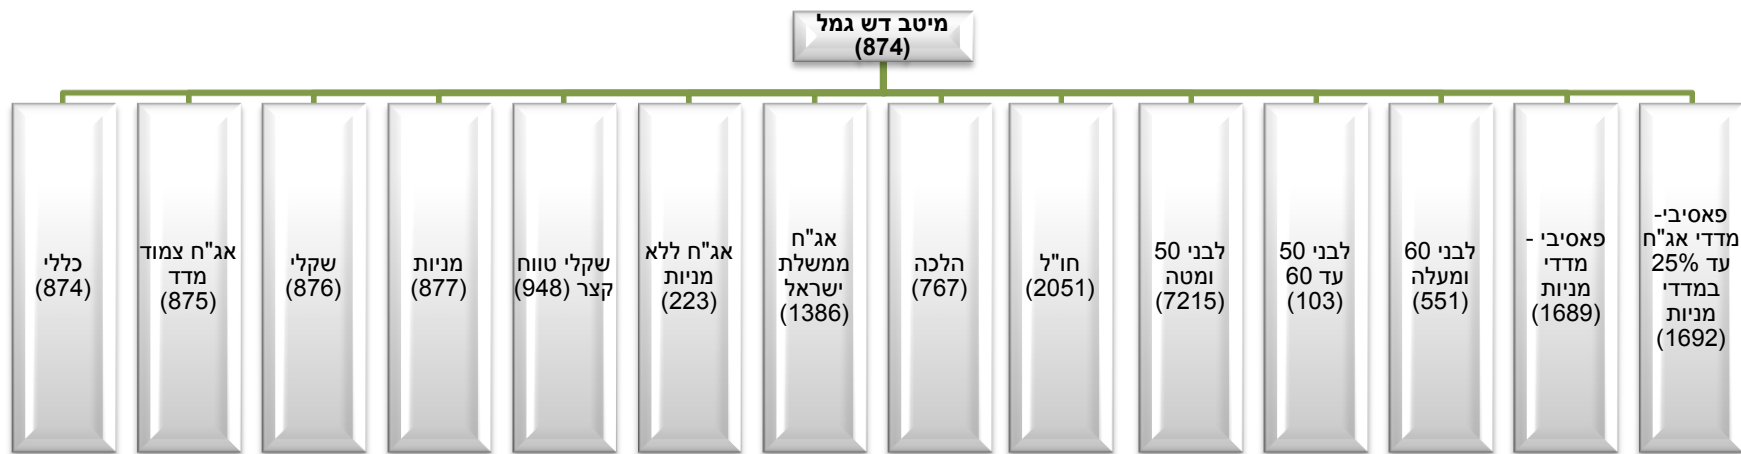 מיטב דש גמל
(874)
פאסיבי-
מדדי אג"ח
עד 25%
במדדי
מניות
(1692)
פאסיבי -
מדדי
מניות
(1689)
לבני 60
ומעלה
(551)
לבני 50
עד 60
(103)
לבני 50
ומטה
(7215)
חו"ל
(2051)
הלכה
(767)
אג"ח
ממשלת
ישראל
(1386)
אג"ח ללא
מניות
(223)
שקלי טווח
קצר (948)
מניות
(877)
שקלי
(876)
אג"ח צמוד
מדד
(875)
כללי
(874)